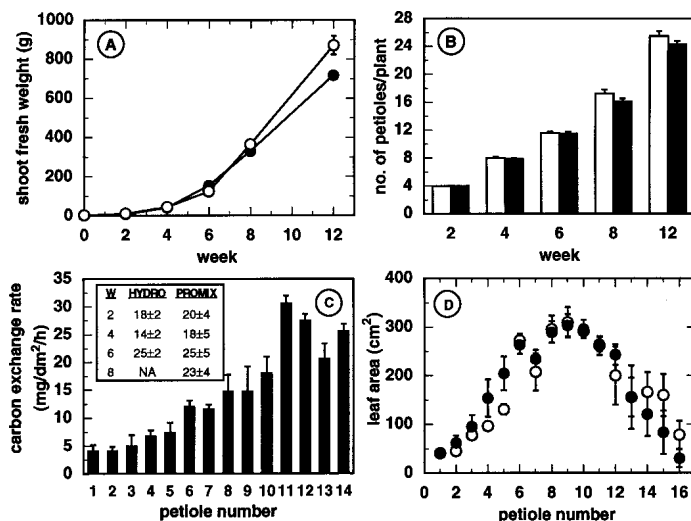 A
shoot fresh weight (g)
1000
800
600
400
200
0
0 2 4 6 8 10 12
week
B
no. of petioles/plant
28
24
20
16
12
8
4
0
2 4 6 8 12
week
C
carbon exchange rate
(mg/dm²/h)
35
30
25
20
15
10
5
0
W HYDRO PROMIX
2 18±2 20±4
4 14±2 18±5
6 25±2 25±5
8 NA 23±4
1 2 3 4 5 6 7 8 9 10 11 12 13 14
petiole number
D
leaf area (cm²)
400
300
200
100
0
0 2 4 6 8 10 12 14 16
petiole number